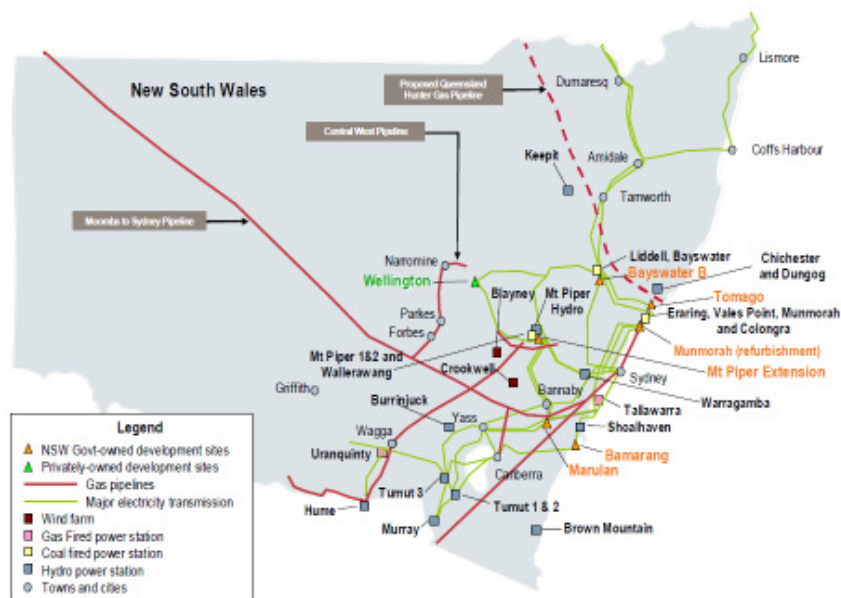 New South Wales
Proposed Queensland
Hunter Gas Pipeline
Central West Pipeline
Moomba to Sydney Pipeline
Dumaresq
Lismore
Keepit
Amidale
Coffs Harbour
Tamworth
Narromine
Wellington
Liddell, Bayswater
Bayswater B
Chichester
and Dungog
Blayney
Mt Piper
Hydro
Tomago
Parkes
Forbes
Eraring, Vales Point, Munmorah
and Colongra
Munmorah (refurbishment)
Mt Piper 1&2 and
Wallerawang
Crookwell
Mt Piper Extension
Griffith
Sydney
Bannaby
Warragamba
Burrinjuck
Tallawarra
Yass
Shoalhaven
Wagga
Marulan
Bamarang
Uranquinty
Canberra
Tumut 3
Tumut 1 & 2
Hume
Murray
Brown Mountain
Legend
NSW Govt-owned development sites
Privately-owned development sites
Gas pipelines
Major electricity transmission
Wind farm
Gas Fired power station
Coal fired power station
Hydro power station
Towns and cities